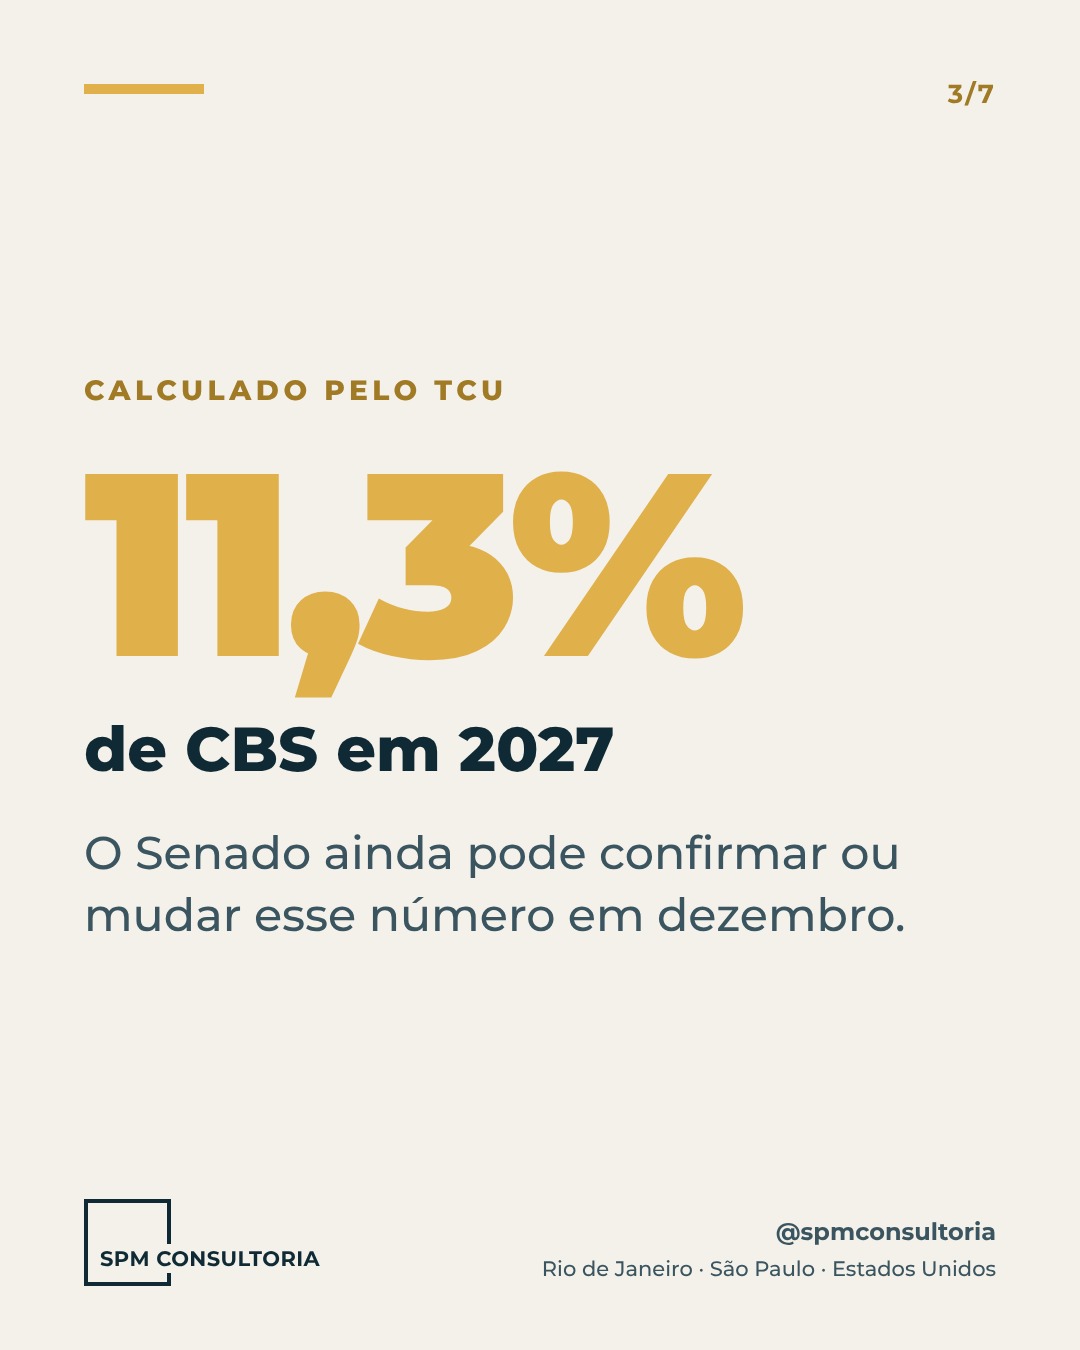 3/7
CALCULADO PELO TCU
11,3%
de CBS em 2027
O Senado ainda pode confirmar ou
mudar esse número em dezembro.
SPM CONSULTORIA
@spmconsultoria
Rio de Janeiro · São Paulo · Estados Unidos